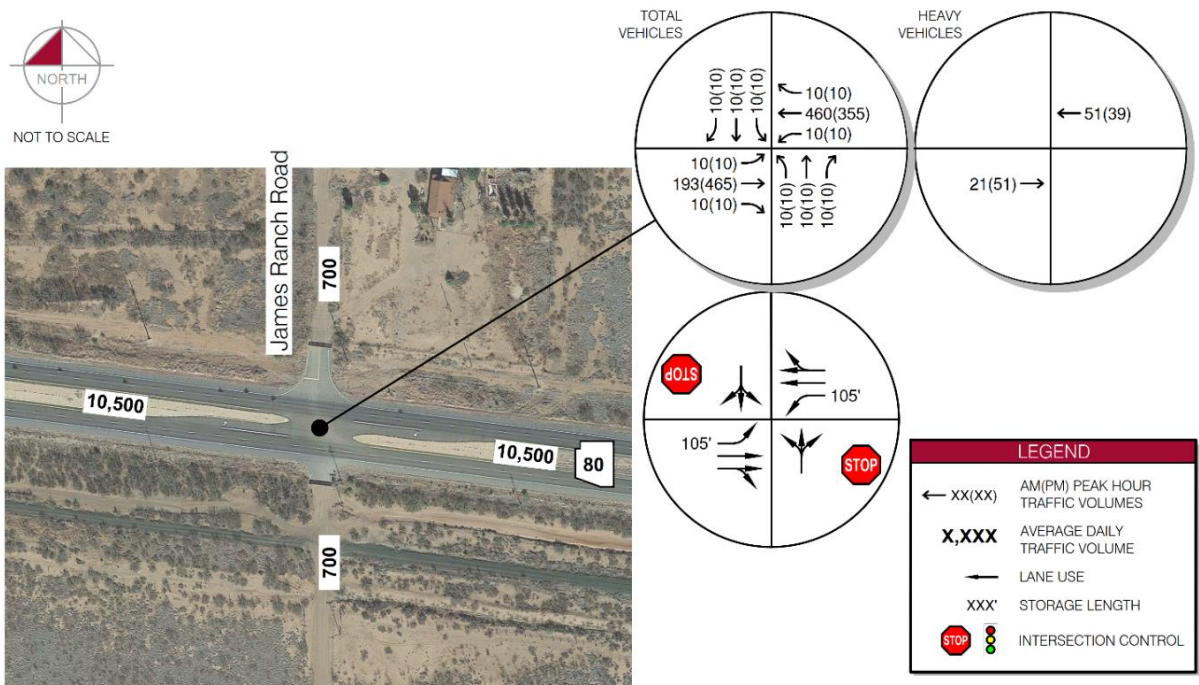 NORTH
NOT TO SCALE
TOTAL
VEHICLES
10(10)
10(10)
10(10)
10(10)
460(355)
10(10)
10(10)
193(465)
10(10)
10(10)
10(10)
10(10)
HEAVY
VEHICLES
51(39)
21(51)
James Ranch Road
700
10,500
10,500
80
700
STOP
105'
105'
STOP
LEGEND
XX(XX)
AM(PM) PEAK HOUR
TRAFFIC VOLUMES
X,XXX
AVERAGE DAILY
TRAFFIC VOLUME
LANE USE
XXX'
STORAGE LENGTH
STOP
INTERSECTION CONTROL